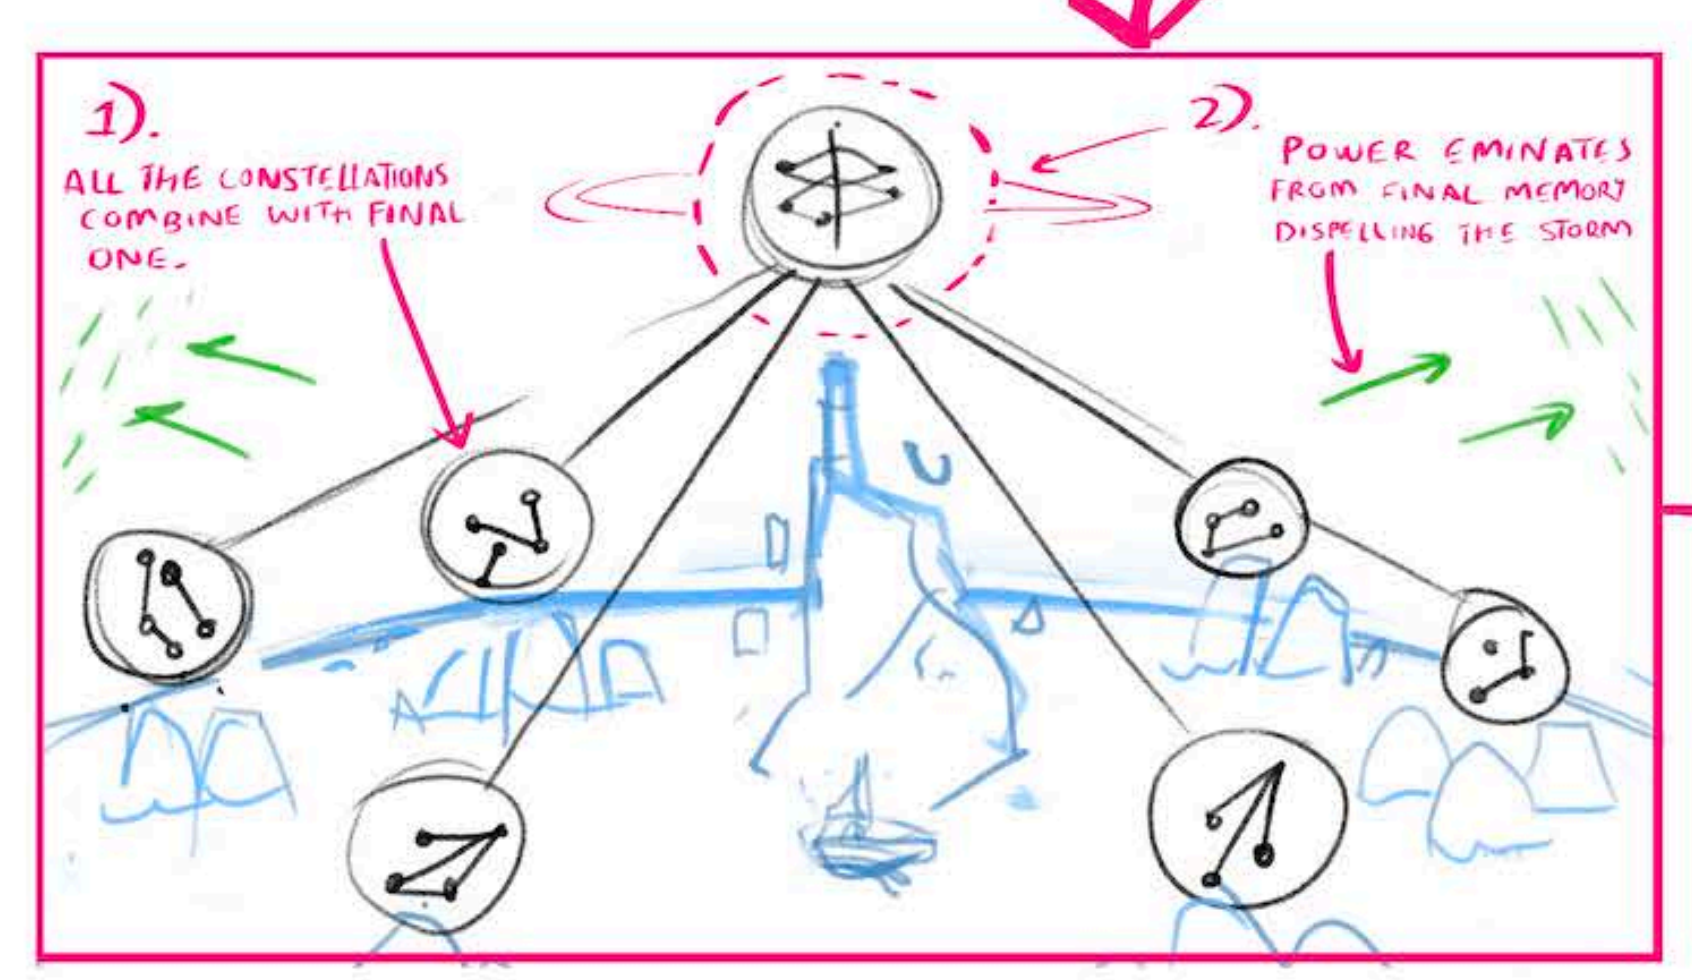 1).
ALL THE CONSTELLATIONS
COMBINE WITH FINAL
ONE.
2).
POWER EMINATES
FROM FINAL MEMORY
DISPELLING THE STORM